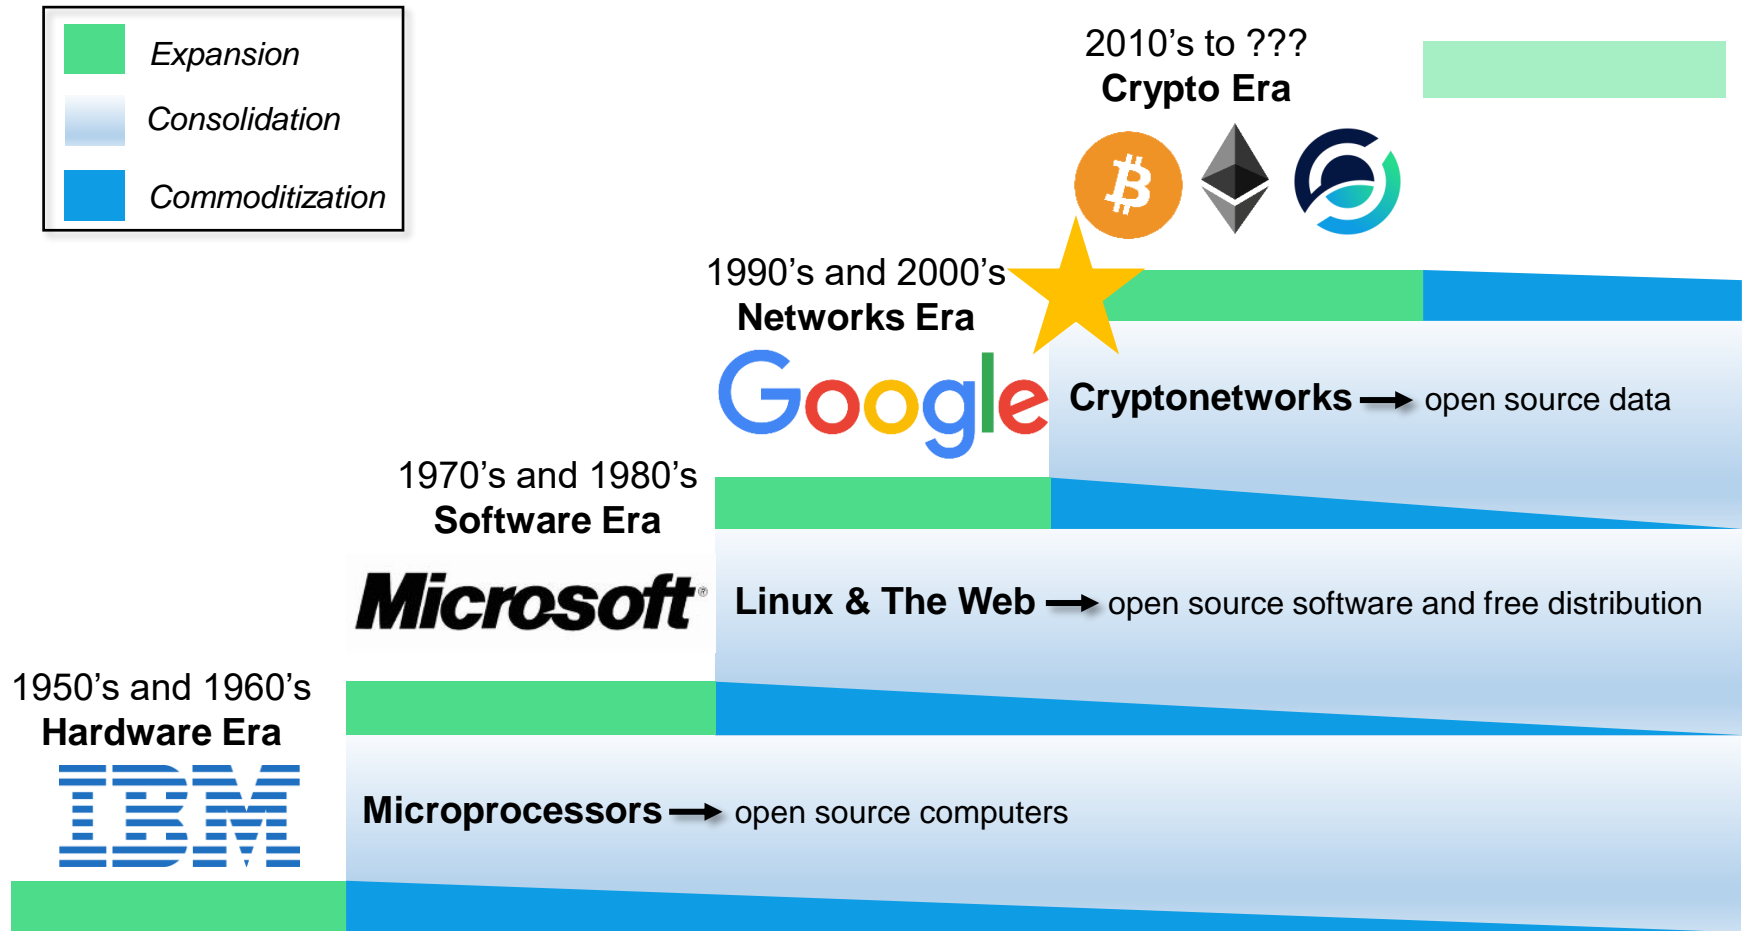 Expansion
Consolidation
Commoditization
2010's to ???
Crypto Era
1990's and 2000's
Networks Era
Google
Cryptonetworks → open source data
1970's and 1980's
Software Era
Microsoft®
Linux & The Web → open source software and free distribution
1950's and 1960's
Hardware Era
IBM
Microprocessors → open source computers